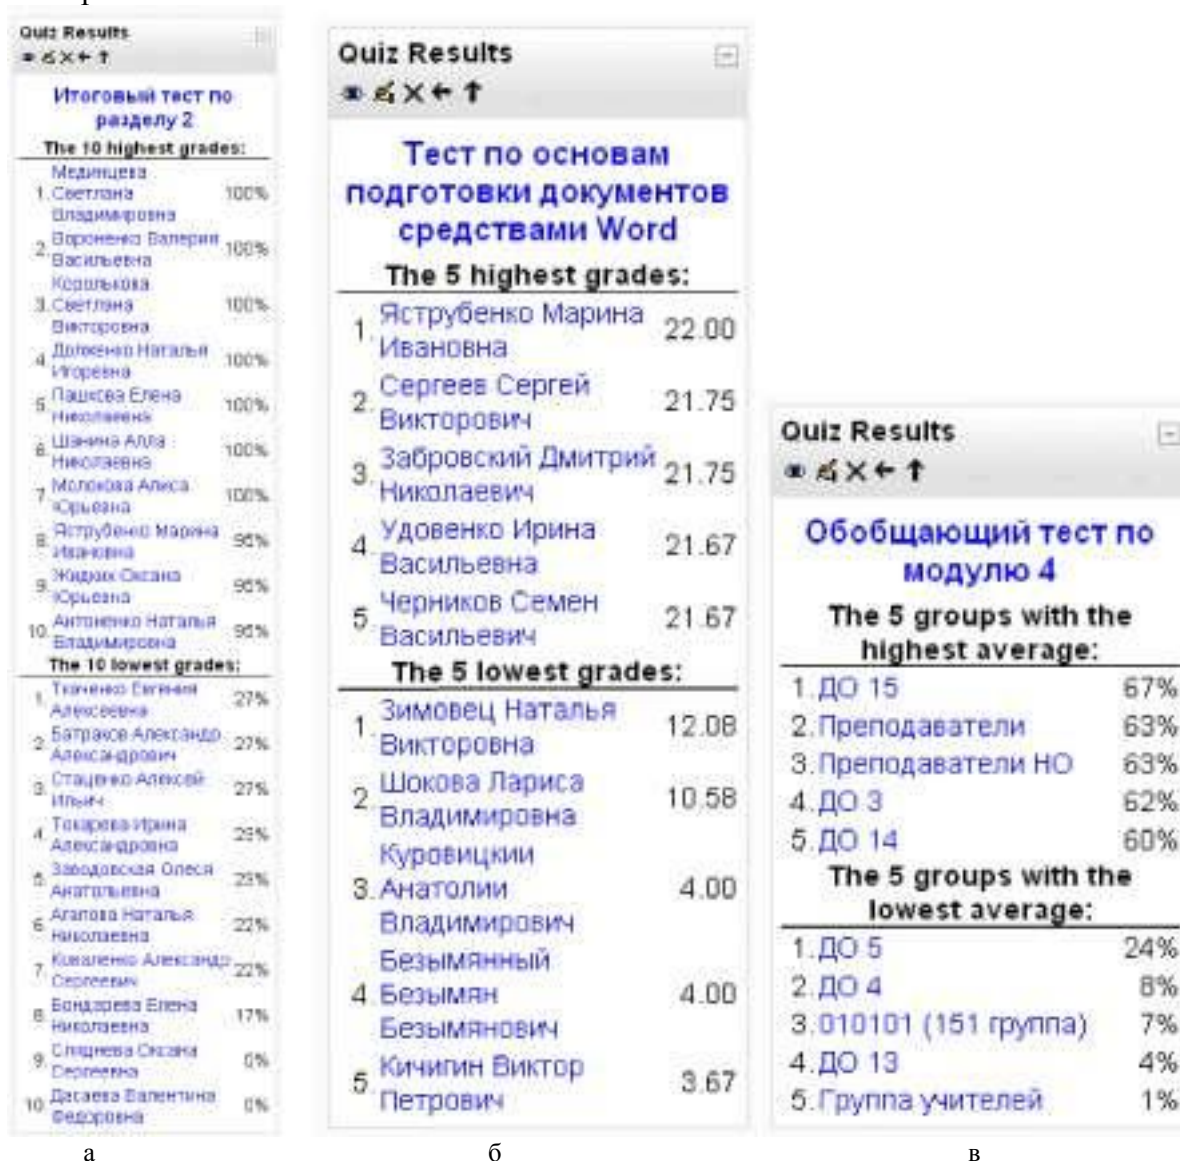 Quiz Results
Итоговый тест по
разделу 2
The 10 highest grades:
Мединцева
1. Светлана 100%
Владимировна
2. Вороненко Валерия 100%
Васильевна
Королькова
3. Светлана 100%
Викторовна
4. Долженко Наталья 100%
Игоревна
5. Пашкова Елена 100%
Николаевна
6. Шанина Алла 100%
Николаевна
7. Молокова Алиса 100%
Юрьевна
8. Яструбенко Марина 95%
Ивановна
9. Жидких Оксана 95%
Юрьевна
10. Антоненко Наталья 95%
Владимировна
The 10 lowest grades:
1. Ткаченко Евгения 27%
Алексеевна
2. Батраков Александр 27%
Александрович
3. Стаценко Алексей 27%
Ильич
4. Токарева Ирина
Александровна
5. Заводовская Олеся 23%
Анатольевна
6. Агапова Наталья 22%
Николаевна
7. Коваленко Александр 22%
Сергеевич
8. Бондарева Елена 17%
Николаевна
9. Оксана 0%
Сергеевна
10. Дасаева Валентина 0%
Федоровна
а
Quiz Results
Тест по основам
подготовки документов
средствами Word
The 5 highest grades:
1. Яструбенко Марина 22.00
Ивановна
2. Сергеев Сергей 21.75
Викторович
3. Забровский Дмитрий 21.75
Николаевич
4. Удовенко Ирина 21.67
Васильевна
5. Черников Семен 21.67
Васильевич
The 5 lowest grades:
1. Зимовец Наталья 12.08
Викторовна
2. Шокова Лариса 10.58
Владимировна
Куровицкии
3. Анатолии 4.00
Владимирович
Безымянный
4. Безымян 4.00
Безымянович
5. Кичигин Виктор 3.67
Петрович
б
Quiz Results
Обобщающий тест по
модулю 4
The 5 groups with the
highest average:
1. ДО 15 67%
2. Преподаватели 63%
3. Преподаватели НО 63%
4. ДО 3 62%
5. ДО 14 60%
The 5 groups with the
lowest average:
1. ДО 5 24%
2. ДО 4 8%
3. 010101 (151 группа) 7%
4. ДО 13 4%
5. Группа учителей 1%
в